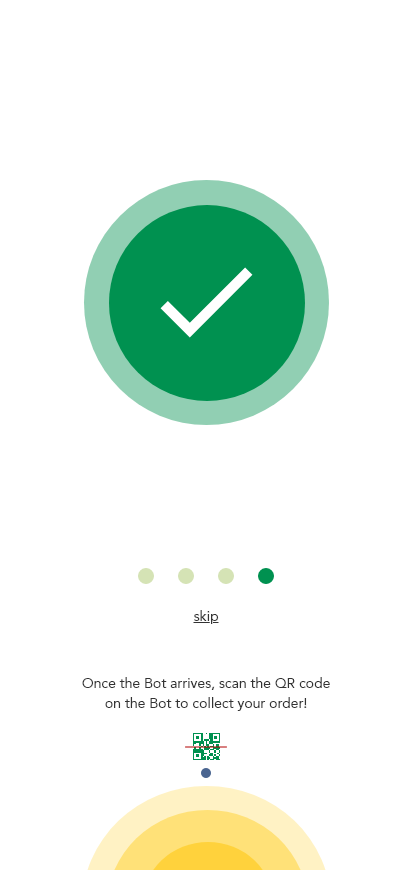 skip
Once the Bot arrives, scan the QR code
on the Bot to collect your order!